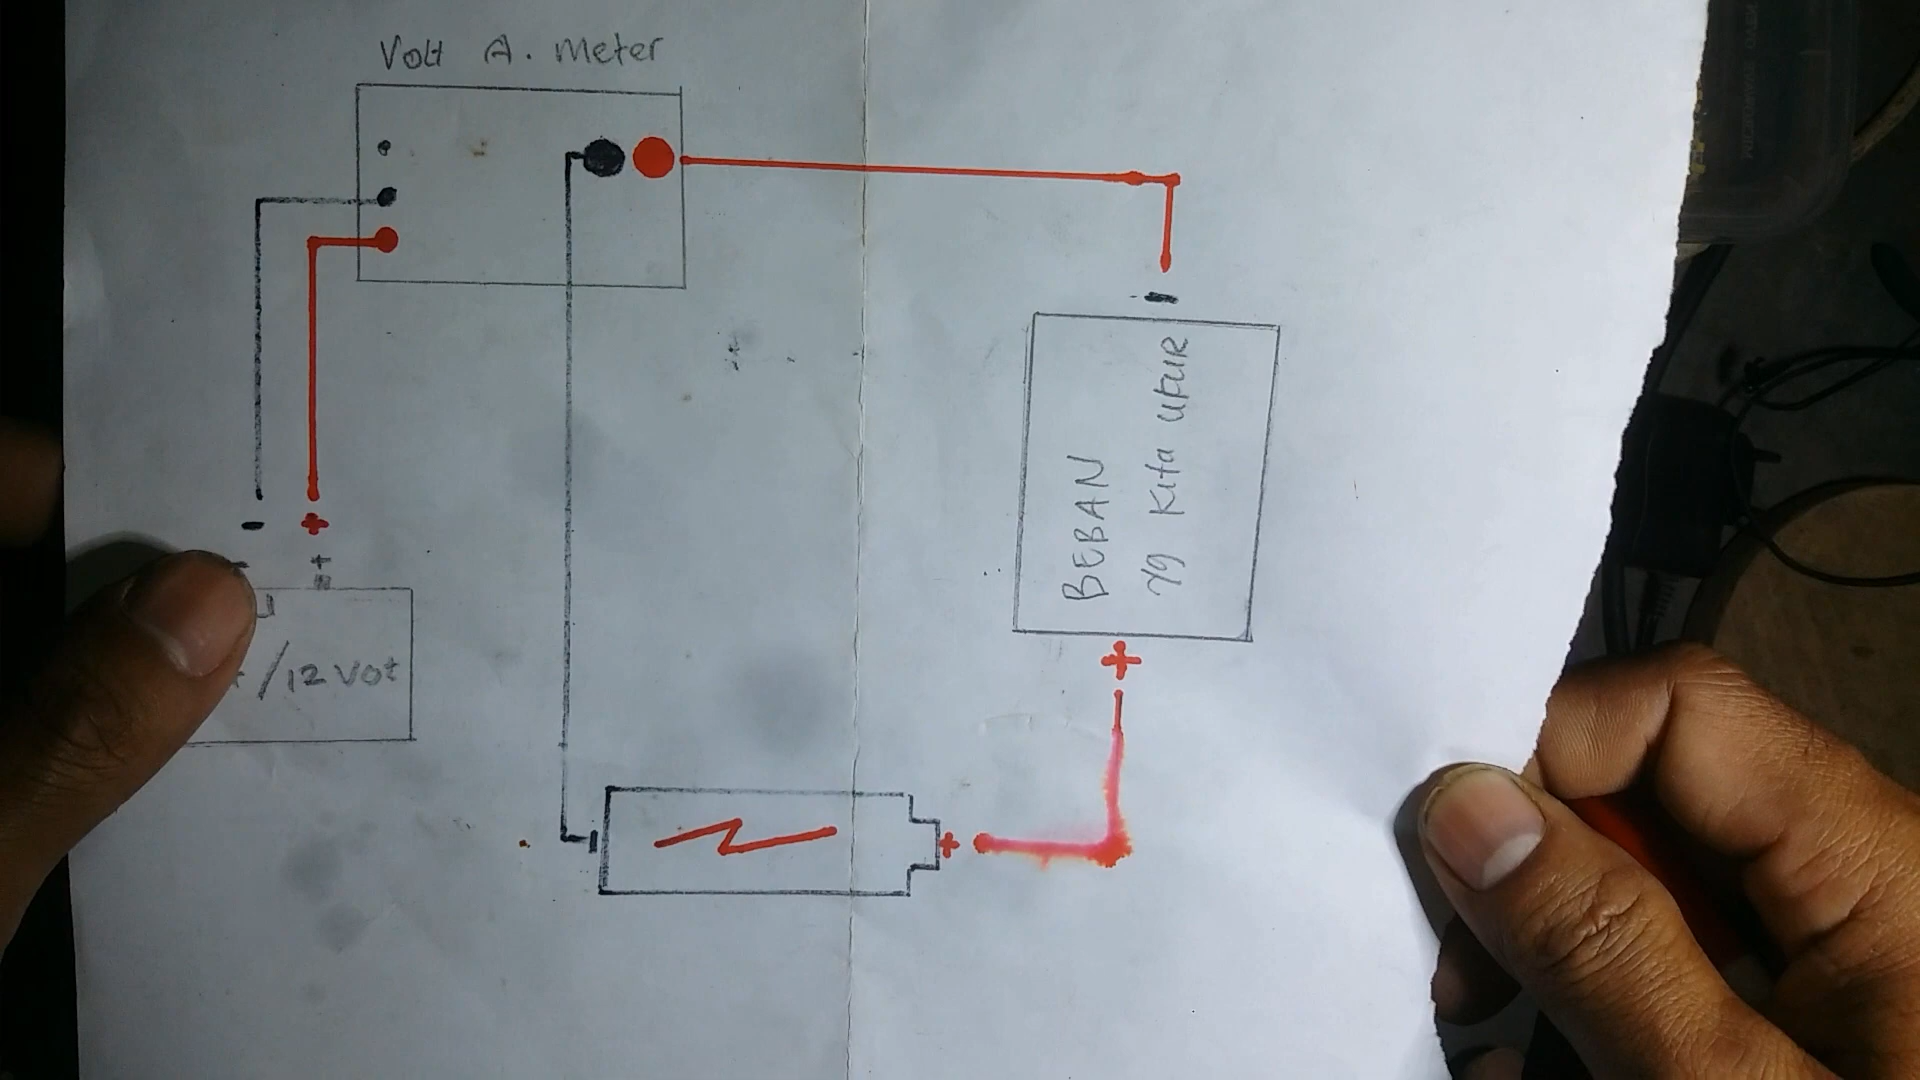 Volt A. Meter
BEBAN
yg Kita UKUR
- +
+
/12 Vot
-
+
- +